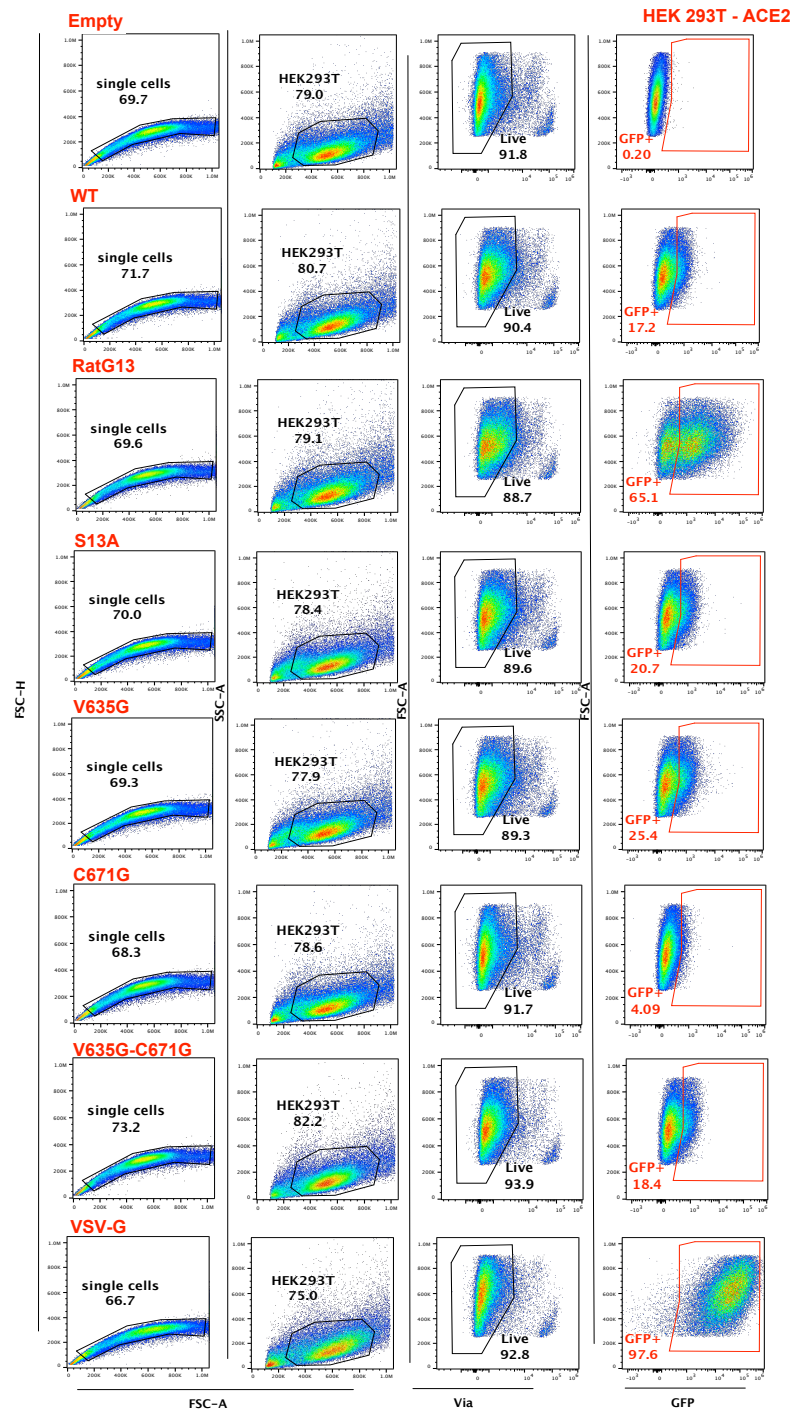 Empty
HEK 293T - ACE2
single cells
69.7
HEK293T
79.0
Live
91.8
GFP+
0.20
WT
single cells
71.7
HEK293T
80.7
Live
90.4
GFP+
17.2
RatG13
single cells
69.6
HEK293T
79.1
Live
88.7
GFP+
65.1
S13A
single cells
70.0
HEK293T
78.4
Live
89.6
GFP+
20.7
FSC-H
SSC-A
FSC-A
FSC-A
V635G
single cells
69.3
HEK293T
77.9
Live
89.3
GFP+
25.4
C671G
single cells
68.3
HEK293T
78.6
Live
91.7
GFP+
4.09
V635G-C671G
single cells
73.2
HEK293T
82.2
Live
93.9
GFP+
18.4
VSV-G
single cells
66.7
HEK293T
75.0
Live
92.8
GFP+
97.6
FSC-A
Via
GFP